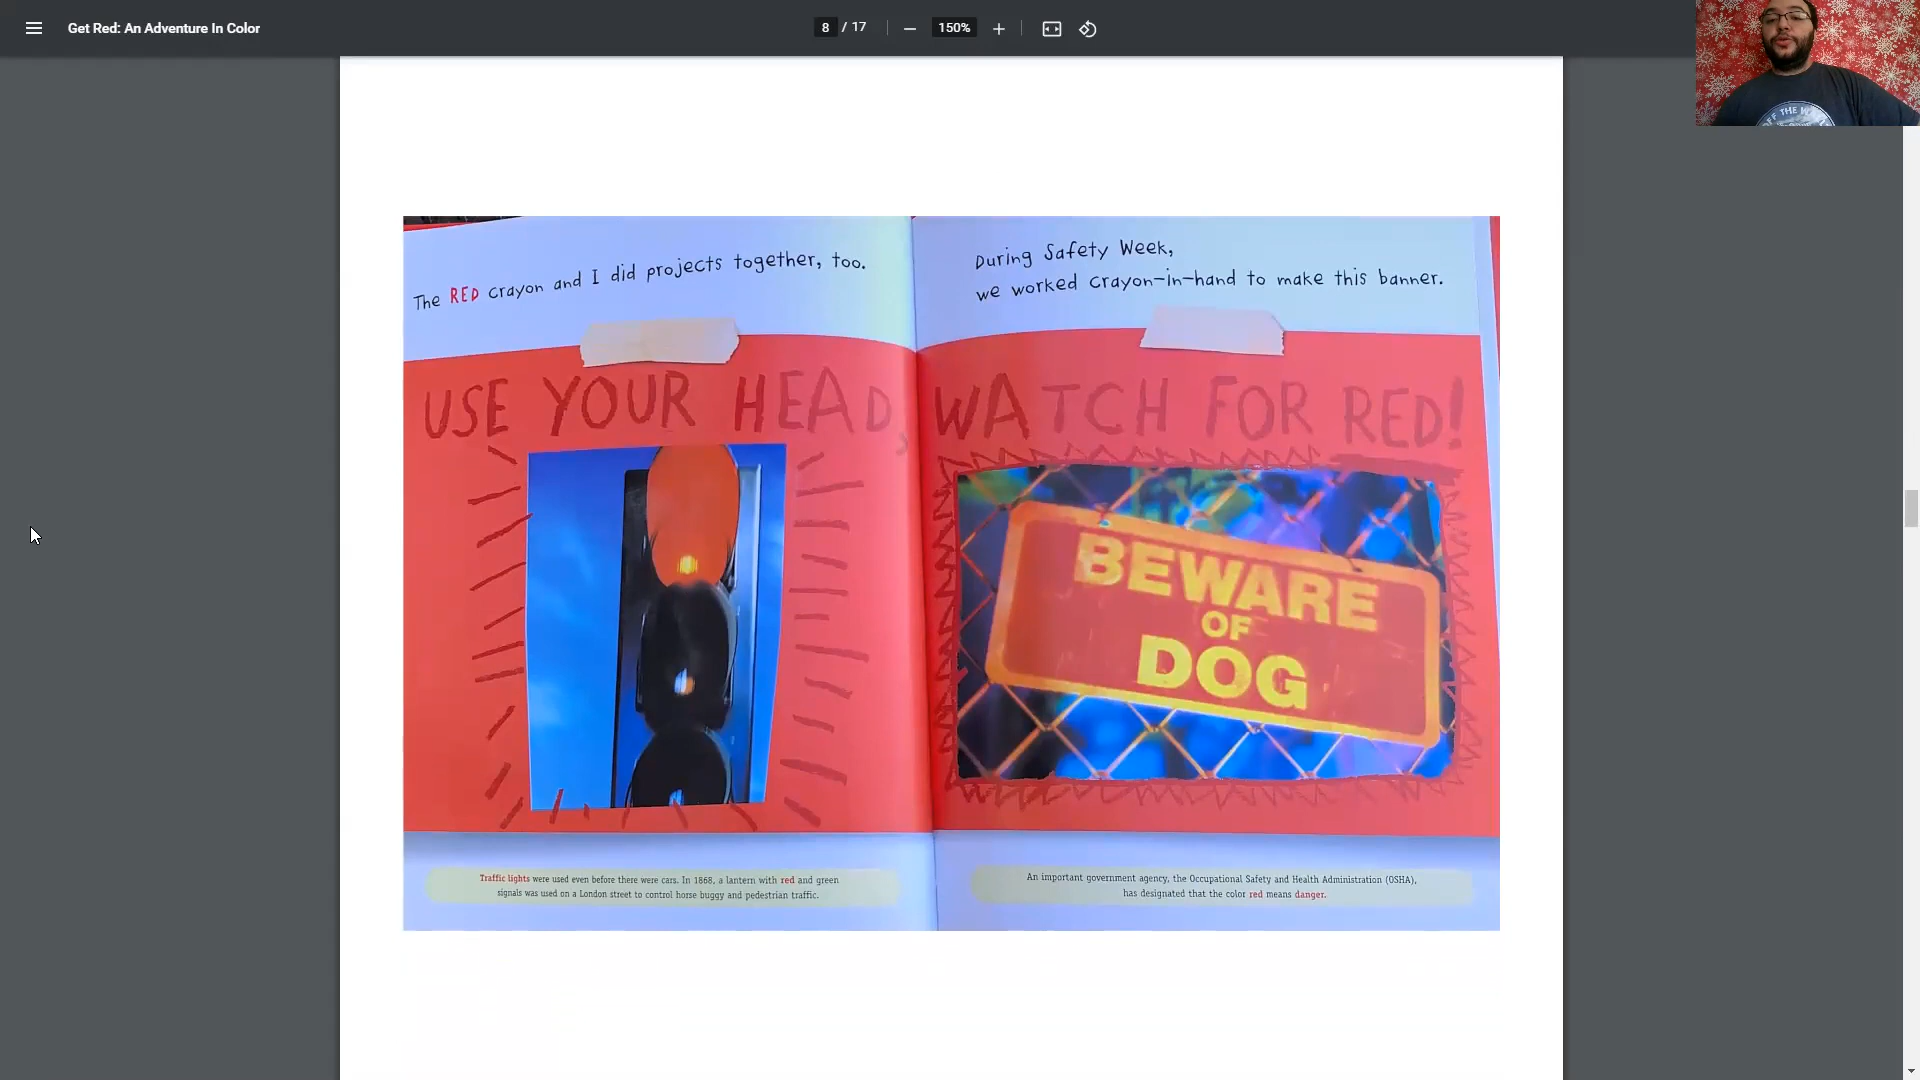 Get Red: An Adventure In Color
8 / 17
150%
OFF THE W
The RED crayon and I did projects together, too.
During Safety Week,
we worked crayon-in-hand to make this banner.
USE YOUR HEAD, WATCH FOR RED!
BEWARE
OF
DOG
Traffic lights were used even before there were cars. In 1868, a lantern with red and green
signals was used on a London street to control horse buggy and pedestrian traffic.
An important government agency, the Occupational Safety and Health Administration (OSHA),
has designated that the color red means danger.